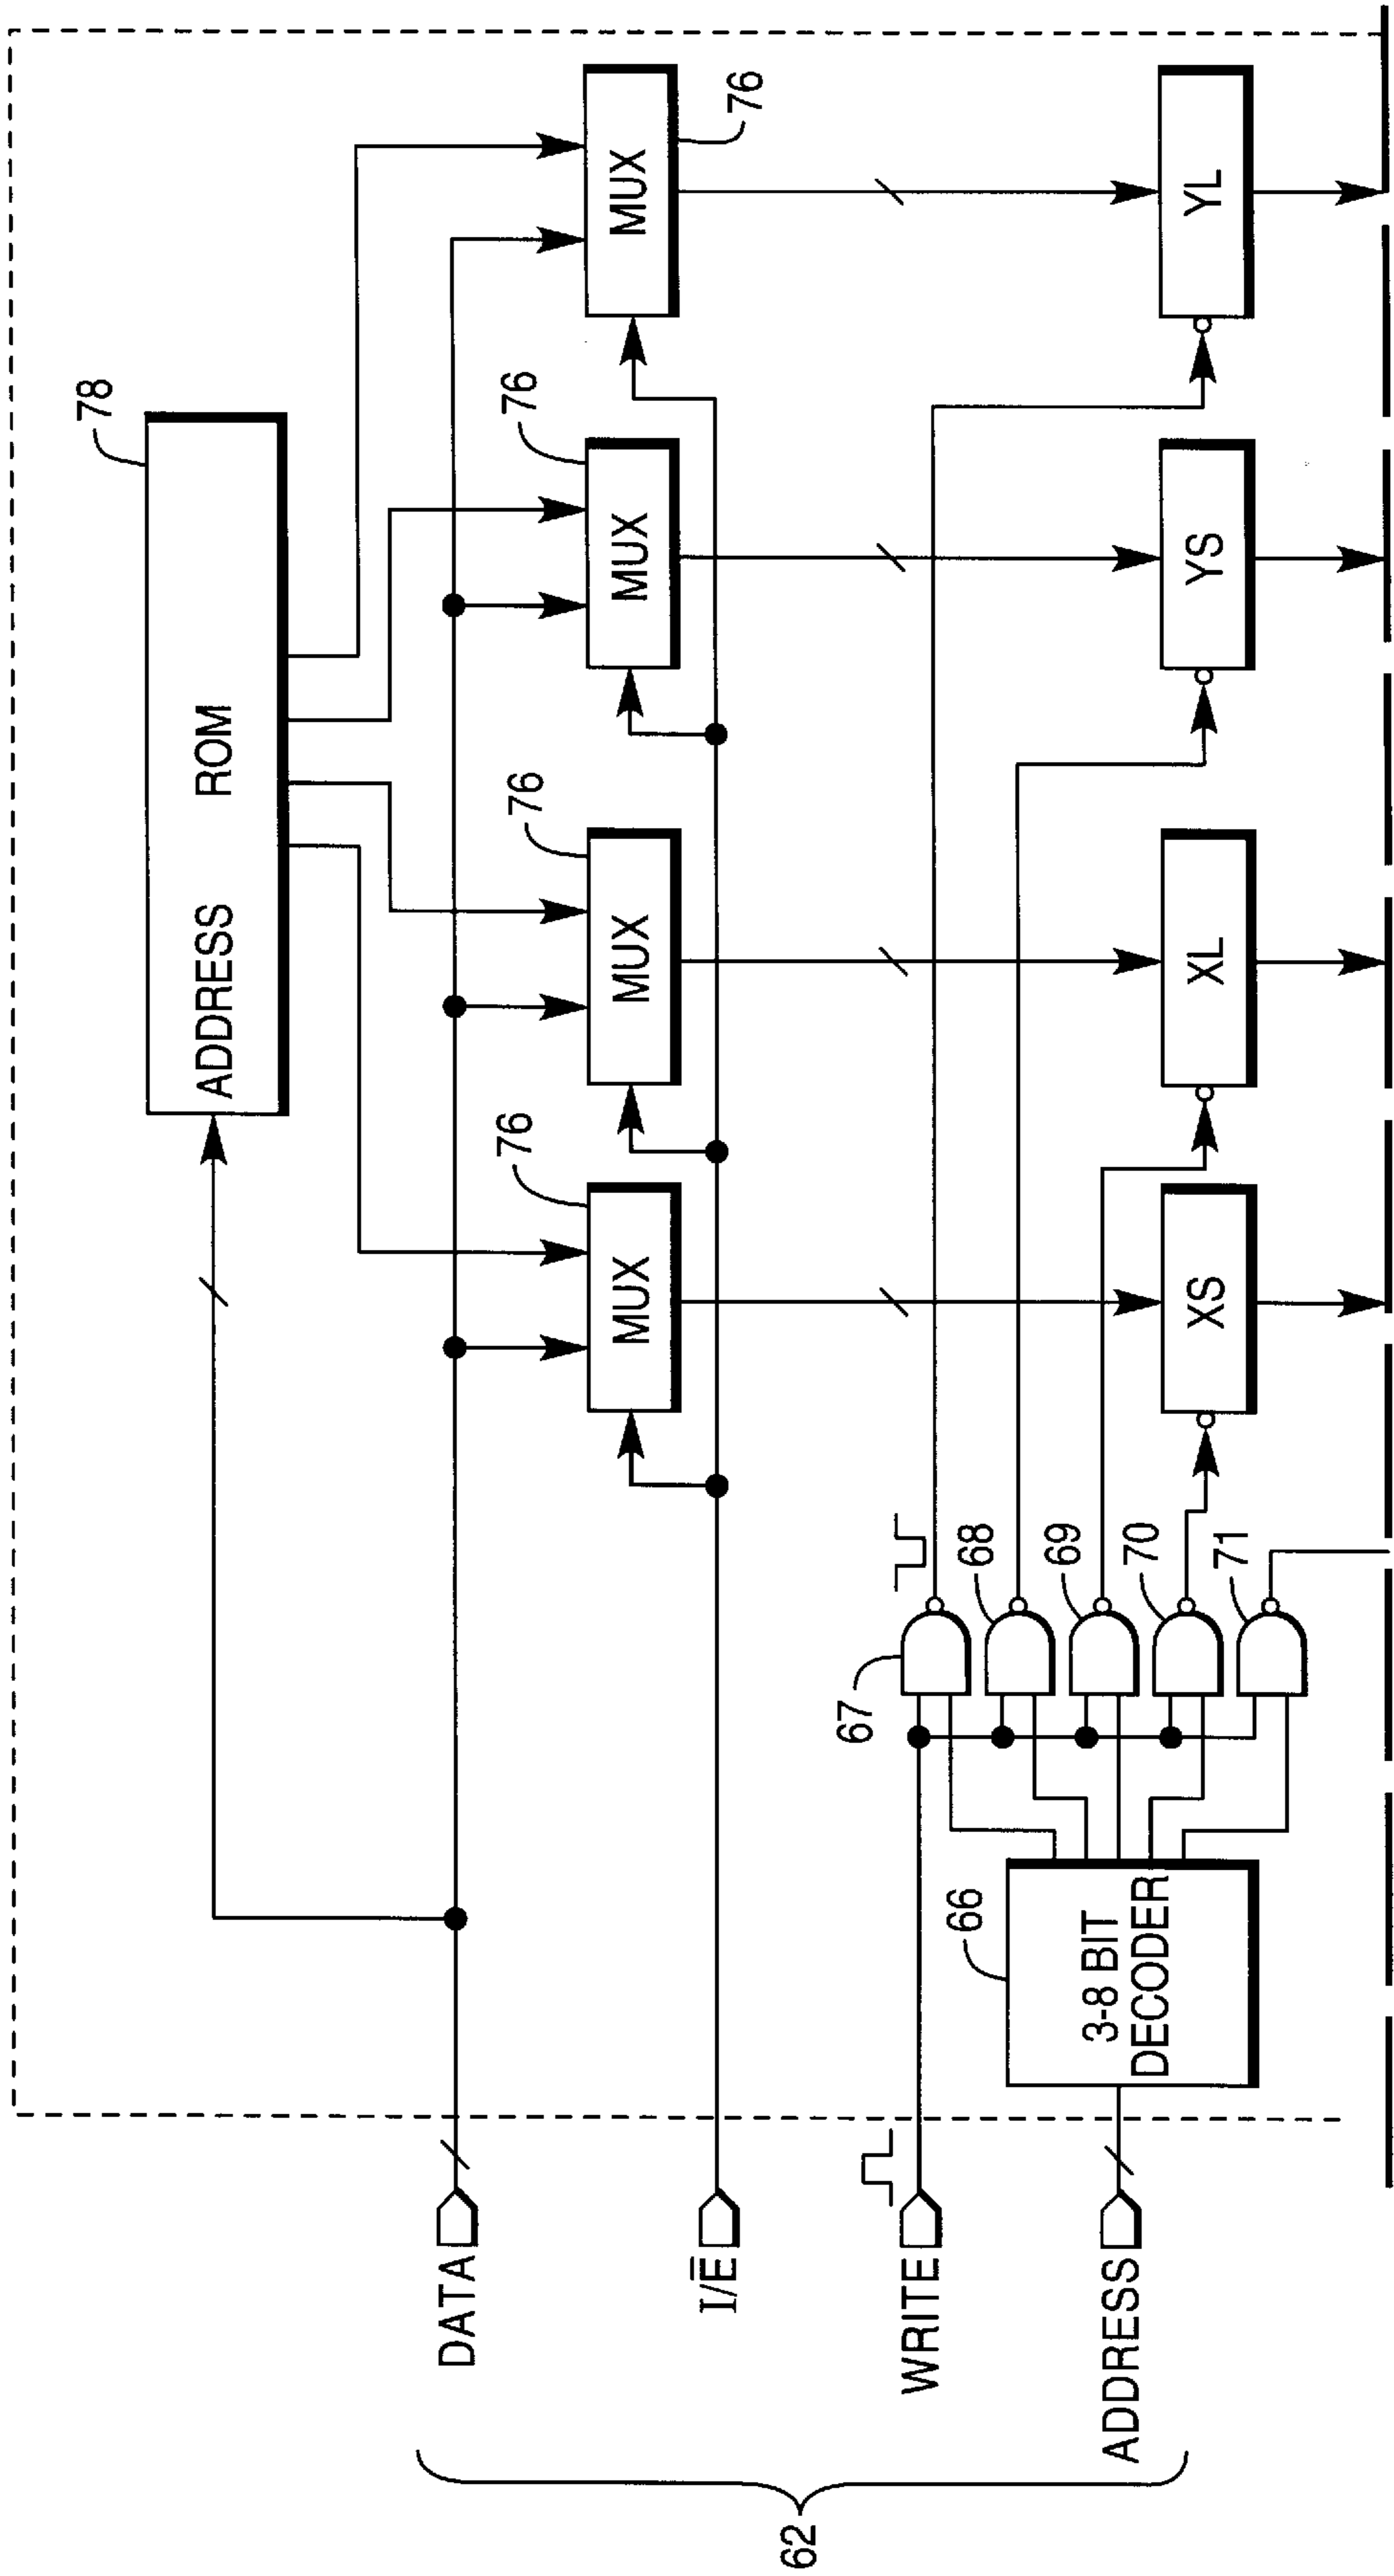 78
ADDRESS ROM
DATA
76
76
76
76
MUX
MUX
MUX
MUX
I/E̅
WRITE
67
68
69
70
71
66
3-8 BIT
DECODER
ADDRESS
XS
XL
YS
YL
62